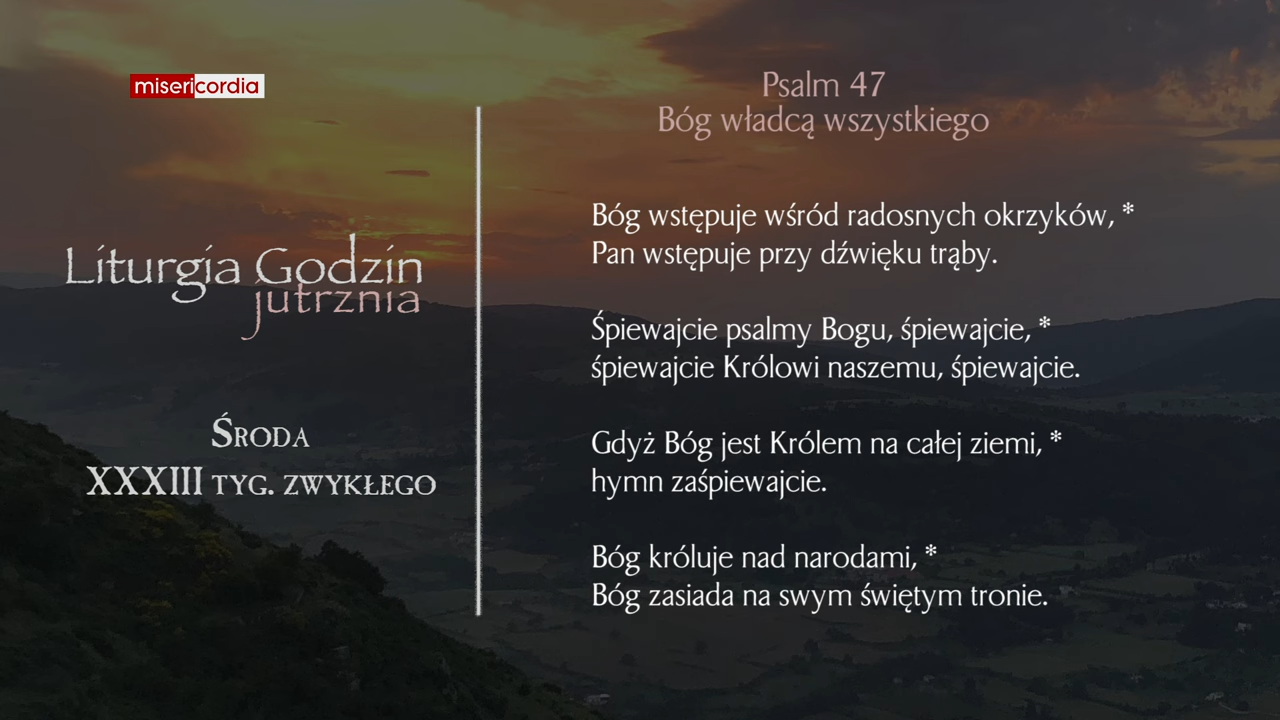 misericordia
Liturgia Godzin
jutrznia
Środa
XXXIII tyg. zwykłego
Psalm 47
Bóg władcą wszystkiego
Bóg wstępuje wśród radosnych okrzyków, *
Pan wstępuje przy dźwięku trąby.
Śpiewajcie psalmy Bogu, śpiewajcie, *
śpiewajcie Królowi naszemu, śpiewajcie.
Gdyż Bóg jest Królem na całej ziemi, *
hymn zaśpiewajcie.
Bóg króluje nad narodami, *
Bóg zasiada na swym świętym tronie.